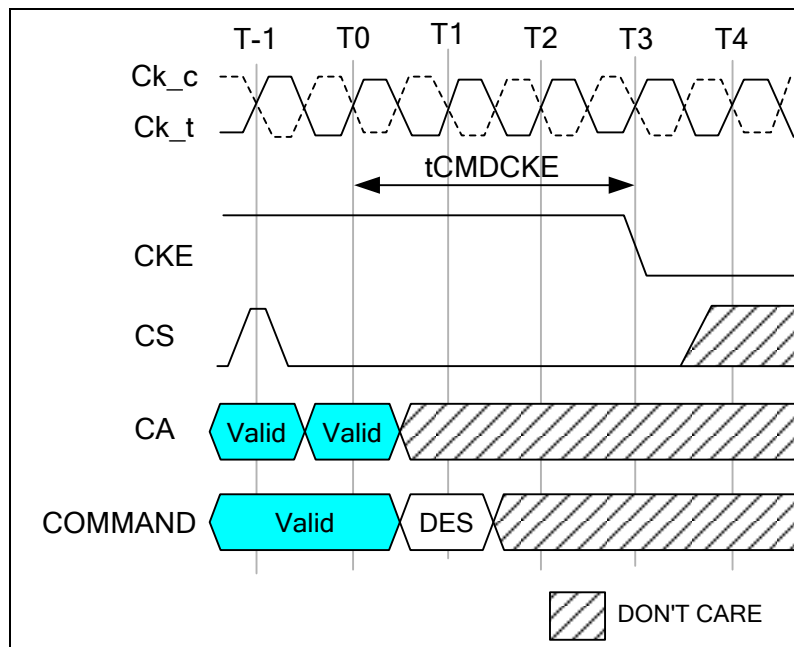 T-1 T0 T1 T2 T3 T4
Ck_c
Ck_t
tCMDCKE
CKE
CS
CA Valid Valid
COMMAND Valid DES
DON'T CARE